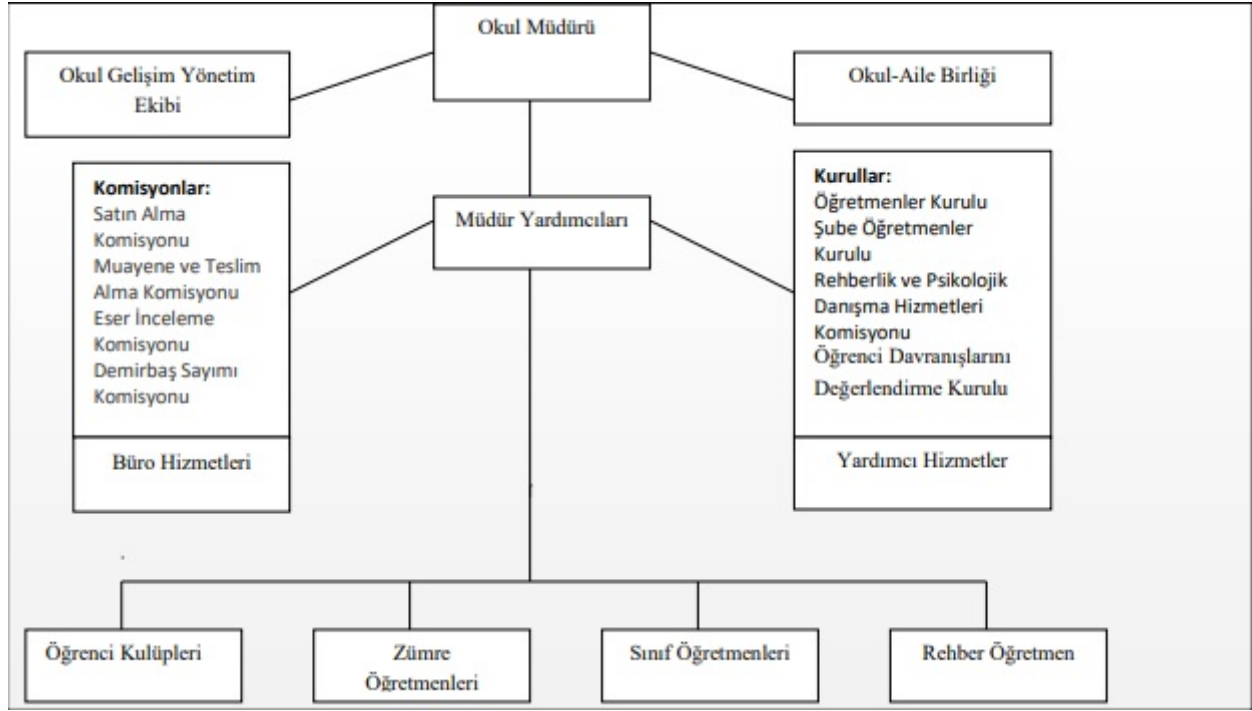 Okul Müdürü
Okul Gelişim Yönetim
Ekibi
Okul-Aile Birliği
Komisyonlar:
Satın Alma
Komisyonu
Muayene ve Teslim
Alma Komisyonu
Eser İnceleme
Komisyonu
Demirbaş Sayımı
Komisyonu
Büro Hizmetleri
Müdür Yardımcıları
Kurullar:
Öğretmenler Kurulu
Şube Öğretmenler
Kurulu
Rehberlik ve Psikolojik
Danışma Hizmetleri
Komisyonu
Öğrenci Davranışlarını
Değerlendirme Kurulu
Yardımcı Hizmetler
Öğrenci Kulüpleri
Zümre
Öğretmenleri
Sınıf Öğretmenleri
Rehber Öğretmen